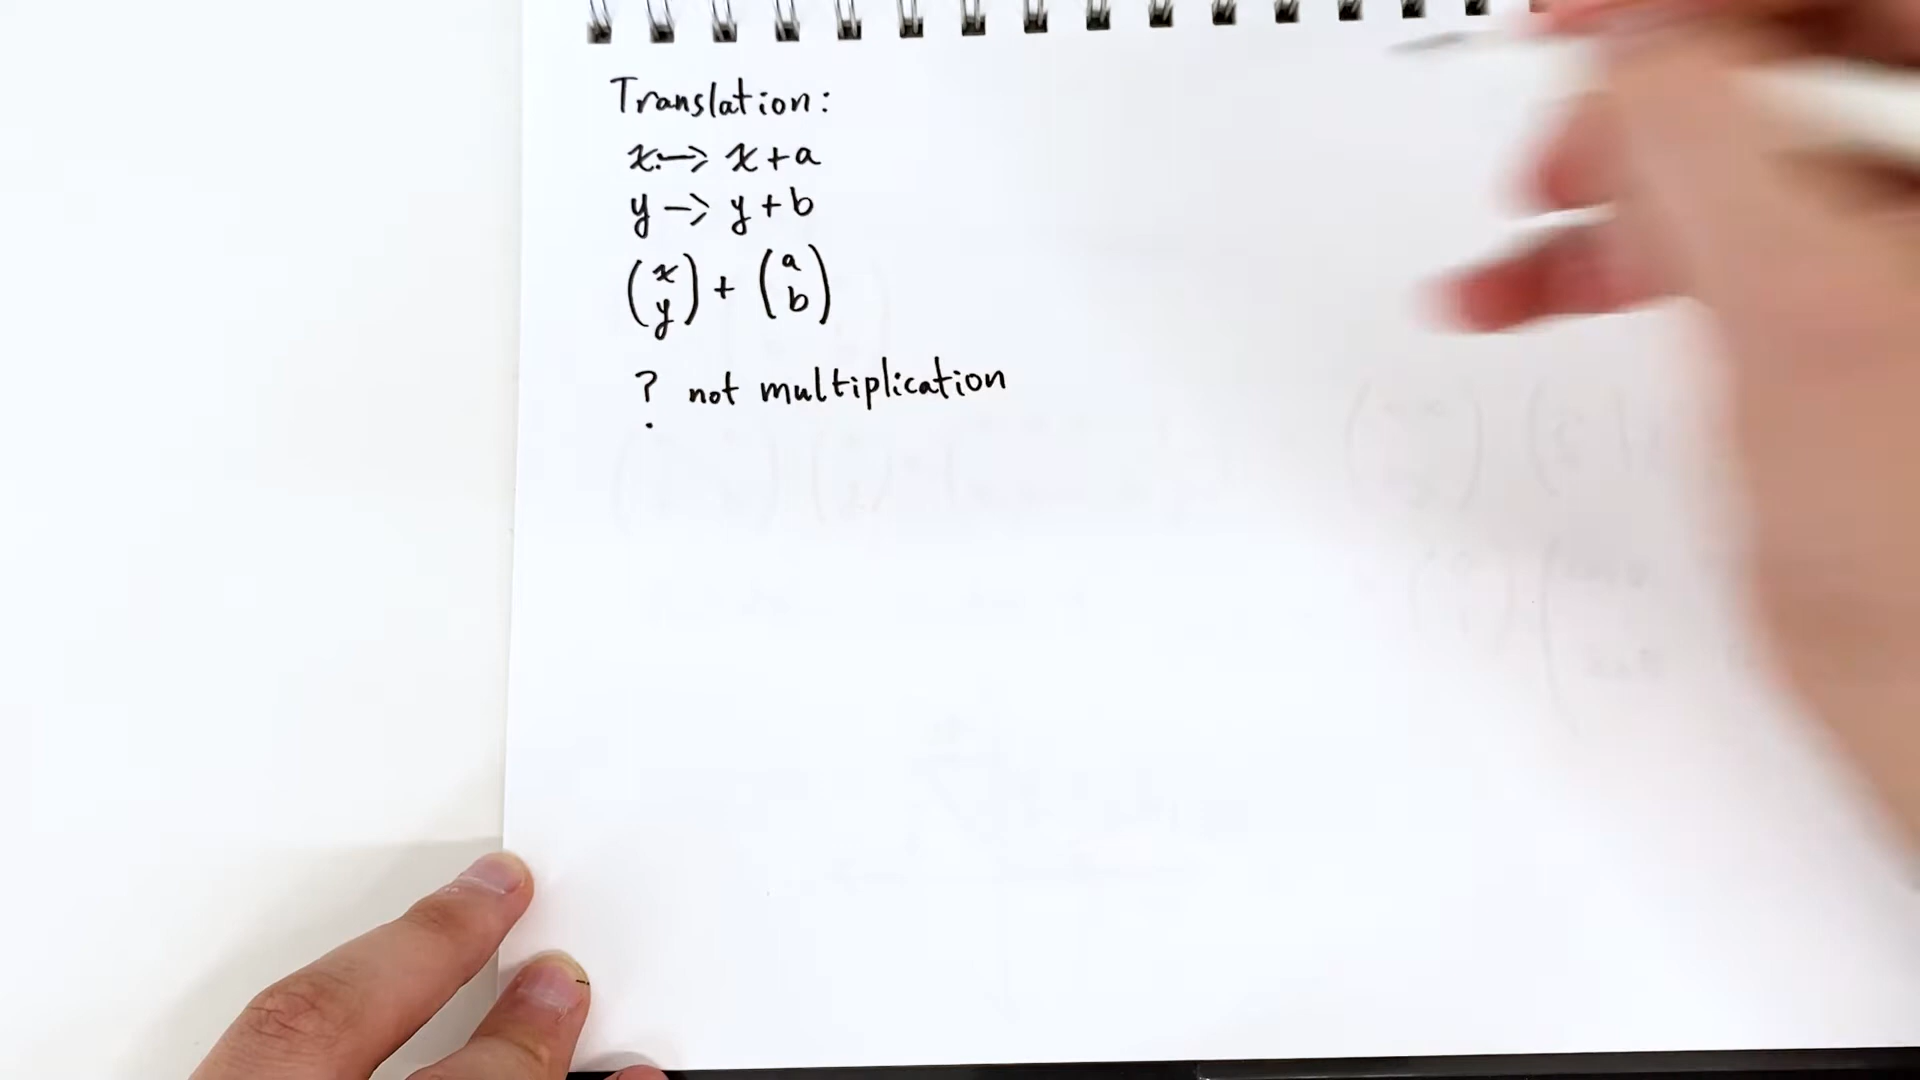 Translation:
x → x + a
y → y + b
(x y) + (a b)
? not multiplication